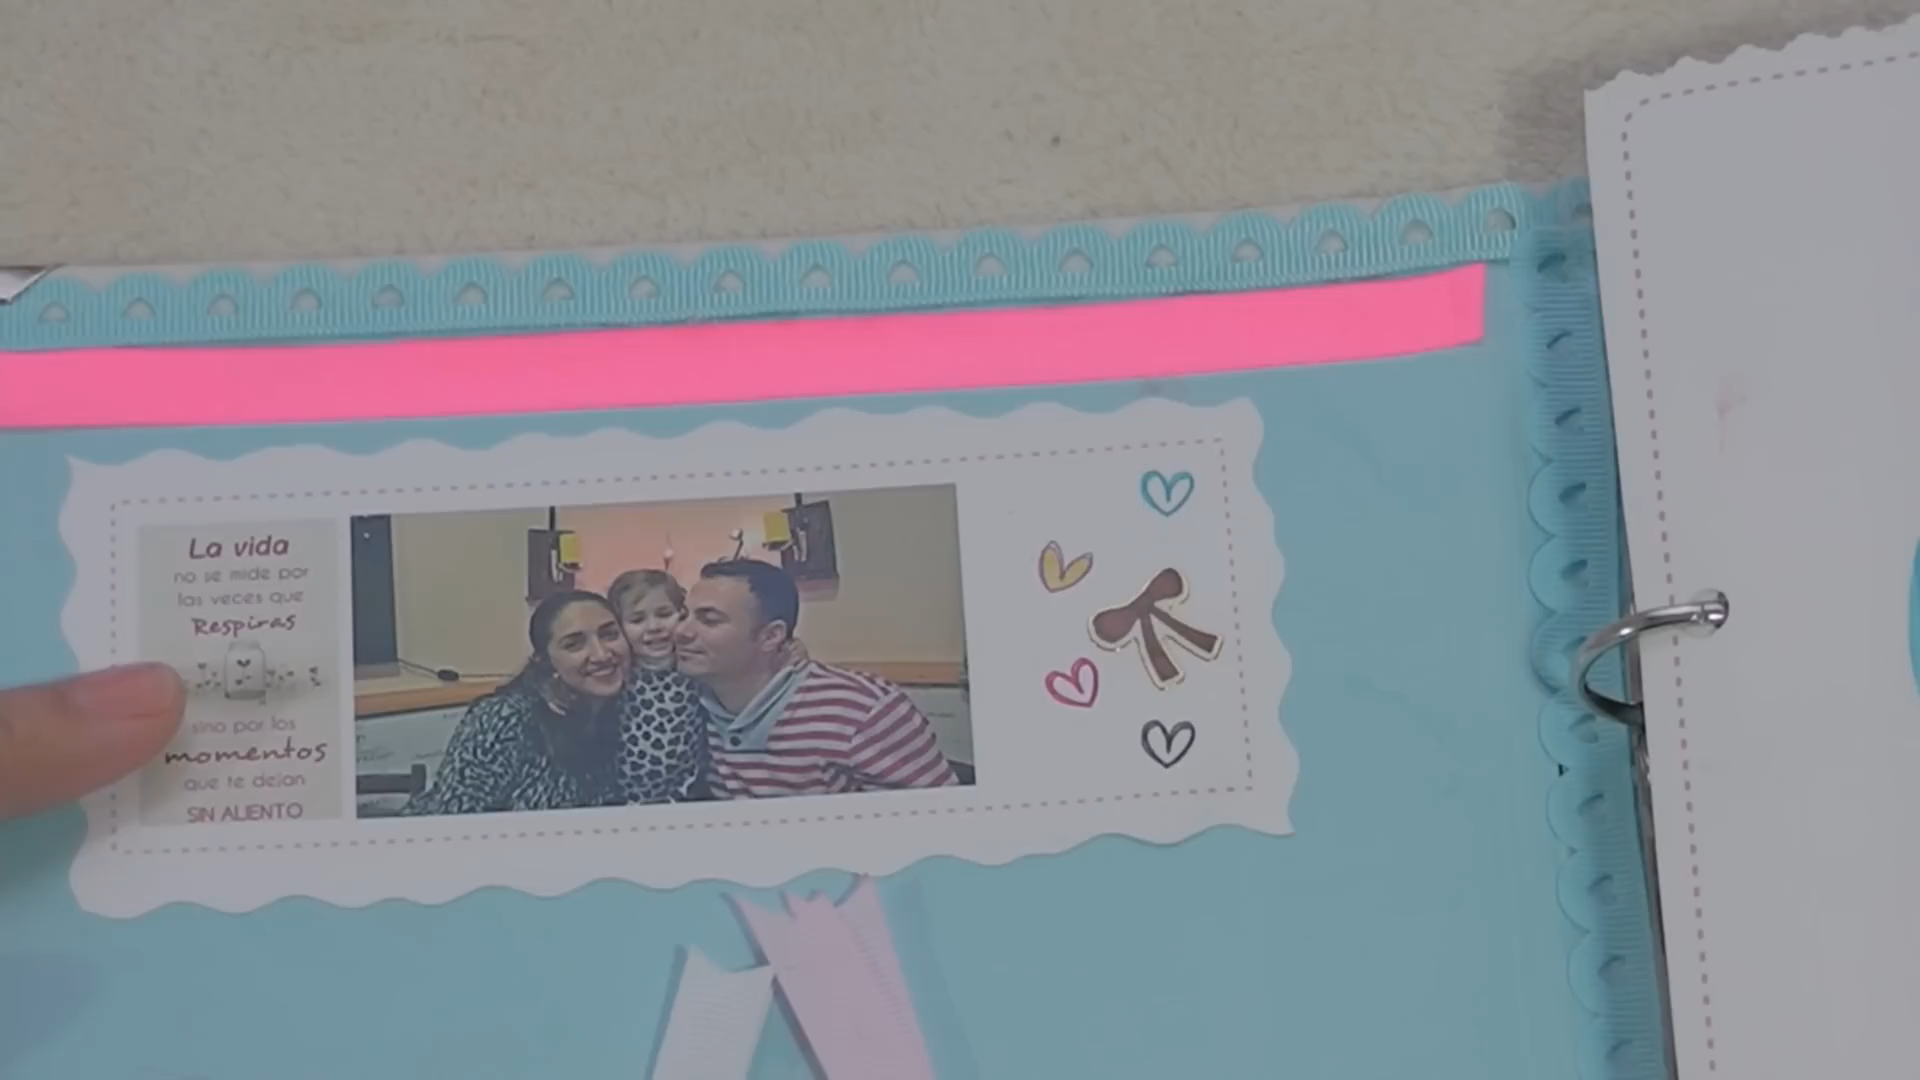 La vida
no se mide por
las veces que
Respiras
sino por los
momentos
que te dejan
SIN ALIENTO